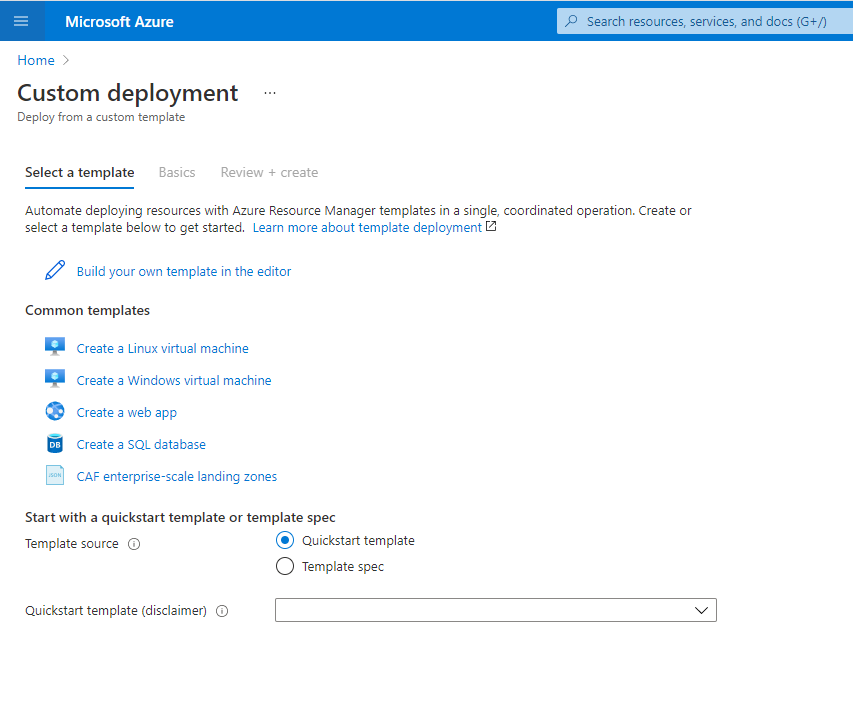 Microsoft Azure
Search resources, services, and docs (G+/)
Home
Custom deployment ...
Deploy from a custom template
Select a template Basics Review + create
Automate deploying resources with Azure Resource Manager templates in a single, coordinated operation. Create or
select a template below to get started. Learn more about template deployment
Build your own template in the editor
Common templates
Create a Linux virtual machine
Create a Windows virtual machine
Create a web app
DB Create a SQL database
JSON CAF enterprise-scale landing zones
Start with a quickstart template or template spec
Template source Quickstart template
Template spec
Quickstart template (disclaimer)